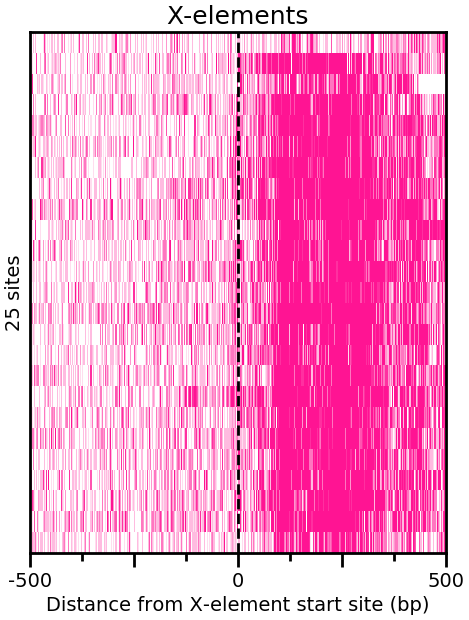 X-elements
25 sites
-500
0
500
Distance from X-element start site (bp)